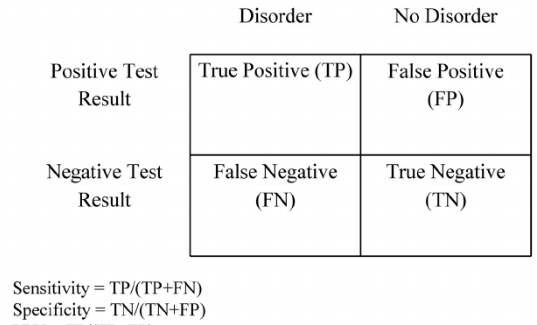 Disorder No Disorder
Positive Test True Positive (TP) False Positive
Result (FP)
Negative Test False Negative True Negative
Result (FN) (TN)
Sensitivity = TP/(TP+FN)
Specificity = TN/(TN+FP)